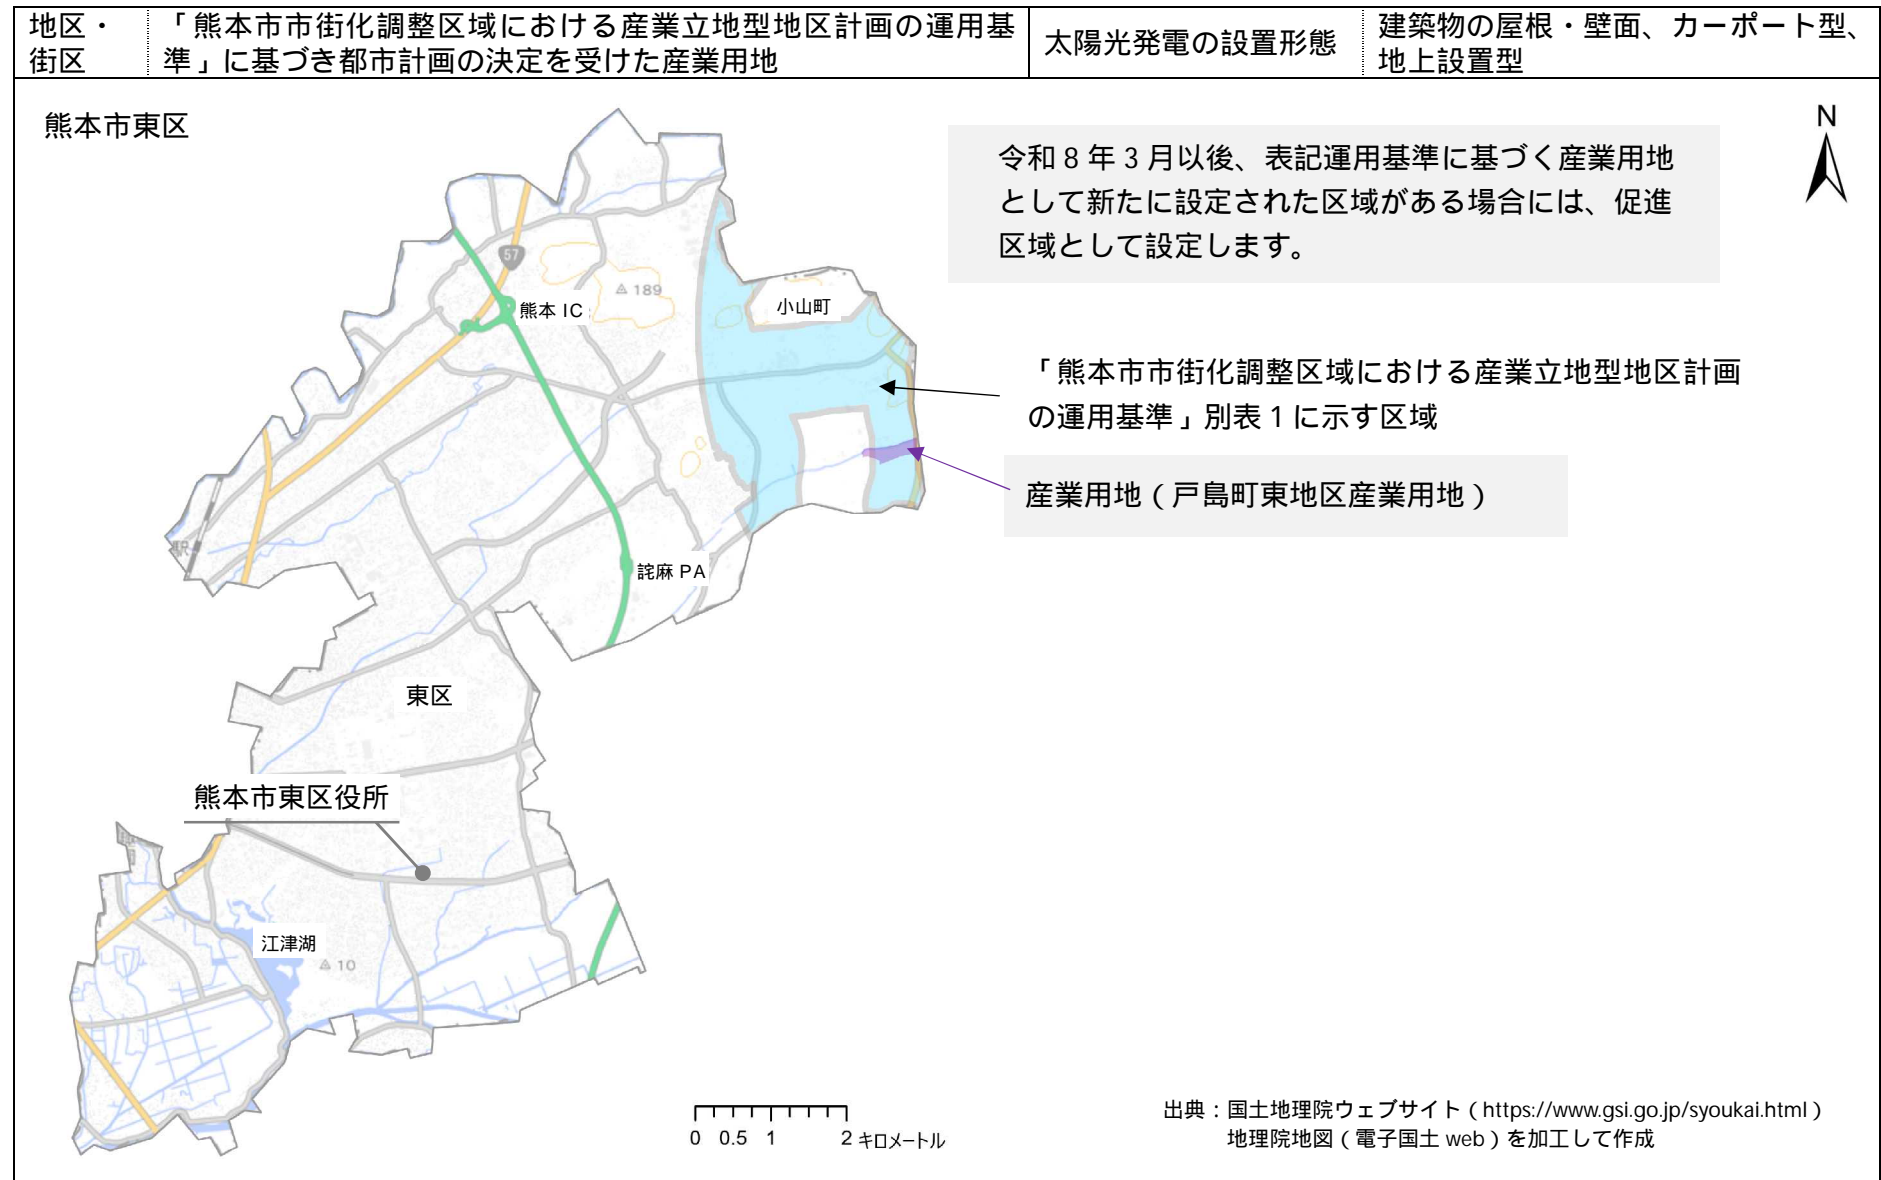 地区・
街区
「熊本市市街化調整区域における産業立地型地区計画の運用基
準」に基づき都市計画の決定を受けた産業用地
太陽光発電の設置形態
建築物の屋根・壁面、カーポート型、
地上設置型
熊本市東区
N
令和8年3月以後、表記運用基準に基づく産業用地
として新たに設定された区域がある場合には、促進
区域として設定します。
57
189
熊本 IC
小山町
「熊本市市街化調整区域における産業立地型地区計画
の運用基準」別表1に示す区域
産業用地(戸島町東地区産業用地)
駅
詫麻 PA
東区
熊本市東区役所
江津湖
10
0 0.5 1 2 キロメートル
出典:国土地理院ウェブサイト(https://www.gsi.go.jp/syoukai.html)
地理院地図(電子国土 web)を加工して作成